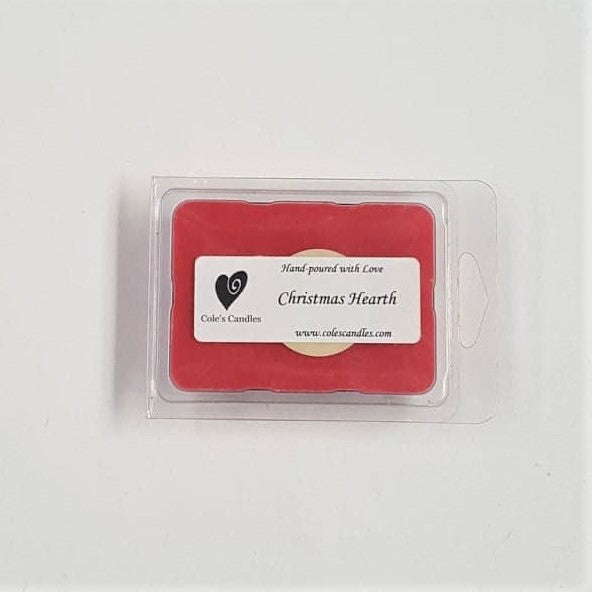 Hand-poured with Love
Christmas Hearth
Cole's Candles
www.colescandles.com